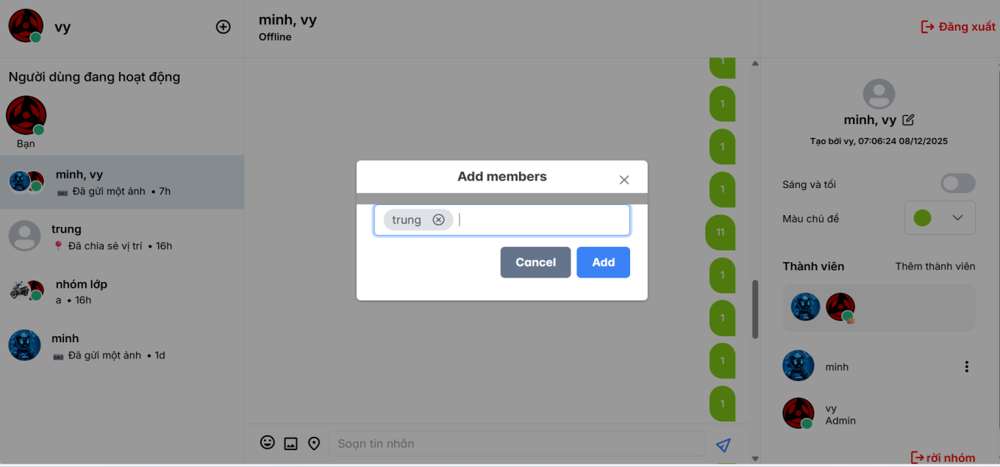 vy
minh, vy
Offline
Đăng xuất
Người dùng đang hoạt động
Bạn
minh, vy
Đã gửi một ảnh • 7h
trung
Đã chia sẻ vị trí • 16h
nhóm lớp
a • 16h
minh
Đã gửi một ảnh • 1d
1
1
1
1
11
1
1
1
1
Soạn tin nhắn
Add members
trung
Cancel
Add
minh, vy
Tạo bởi vy, 07:06:24 08/12/2025
Sáng và tối
Màu chủ đề
Thành viên
Thêm thành viên
minh
vy
Admin
rời nhóm